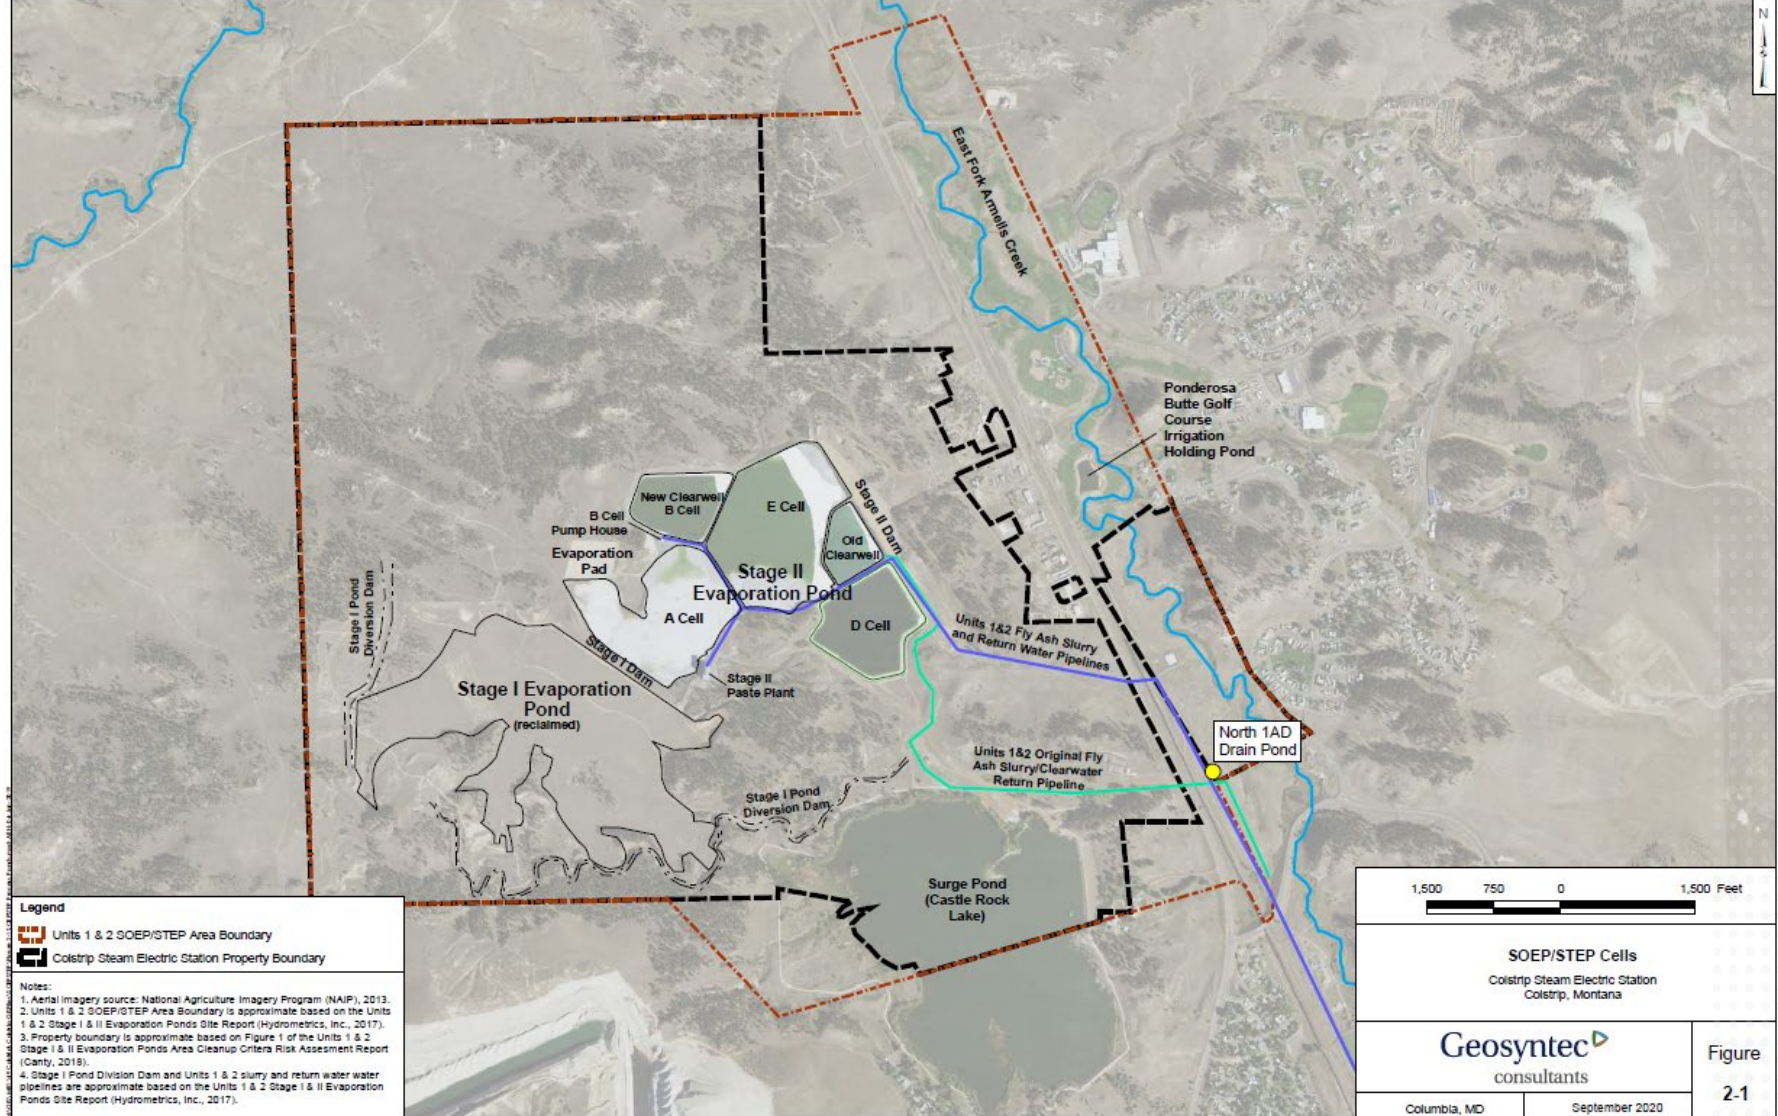 N
East Fork Armells Creek
Ponderosa
Butte Golf
Course
Irrigation
Holding Pond
New Clearwell
B Cell
E Cell
Stage II Dam
B Cell
Pump House
Old
Clearwell
Evaporation
Pad
Stage II
Evaporation Pond
A Cell
D Cell
Stage I Pond
Diversion Dam
Stage I Dam
Units 1&2 Fly Ash Slurry
and Return Water Pipelines
Stage II
Paste Plant
Stage I Evaporation
Pond
(reclaimed)
North 1AD
Drain Pond
Units 1&2 Original Fly
Ash Slurry/Clearwater
Return Pipeline
Stage I Pond
Diversion Dam
Surge Pond
(Castle Rock
Lake)
Legend
Units 1 & 2 SOEP/STEP Area Boundary
Colstrip Steam Electric Station Property Boundary
Notes:
1. Aerial imagery source: National Agriculture Imagery Program (NAIP), 2013.
2. Units 1 & 2 SOEP/STEP Area Boundary is approximate based on the Units
1 & 2 Stage I & II Evaporation Ponds Site Report (Hydrometrics, Inc., 2017).
3. Property boundary is approximate based on Figure 1 of the Units 1 & 2
Stage I & II Evaporation Ponds Area Cleanup Critera Risk Assesment Report
(Canty, 2018).
4. Stage I Pond Division Dam and Units 1 & 2 slurry and return water water
pipelines are approximate based on the Units 1 & 2 Stage I & II Evaporation
Ponds Site Report (Hydrometrics, Inc., 2017).
1,500 750 0 1,500 Feet
SOEP/STEP Cells
Colstrip Steam Electric Station
Colstrip, Montana
Geosyntec
consultants
Figure
2-1
Columbia, MD
September 2020